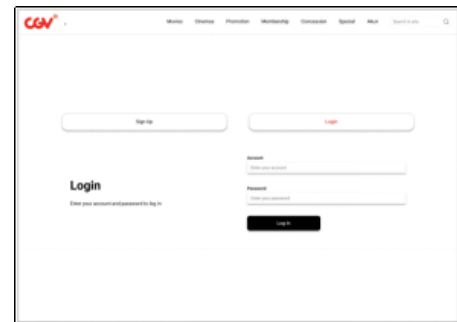 CGV
Movies Cinemas Promotion Membership Concession Special
Sign Up
Login
Account
Enter your account
Login
Password
Enter your account and password to log in
Enter your password
Log In